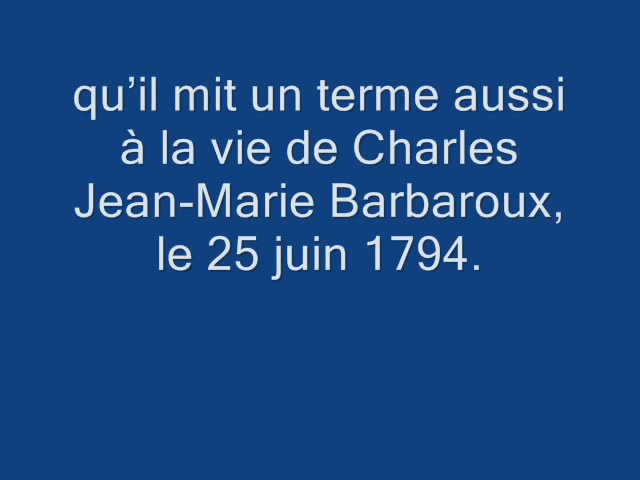 qu’il mit un terme aussi
à la vie de Charles
Jean-Marie Barbaroux,
le 25 juin 1794.